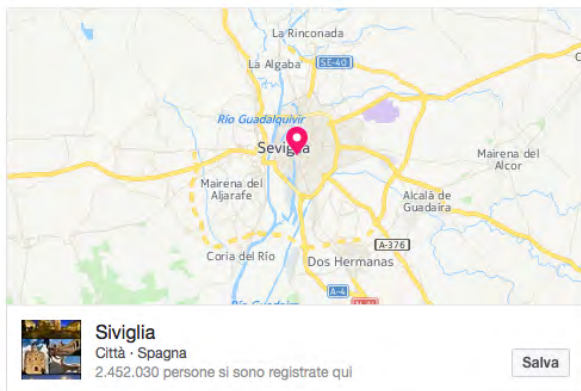 La Rinconada
La Algaba
SE-40
Río Guadalquivir
Sevilla
Mairena del
Alcor
Mairena del
Aljarafe
Alcalá de
Guadaíra
A-376
Coria del Río
Dos Hermanas
A-4
Siviglia
Città · Spagna
2.452.030 persone si sono registrate qui
Salva